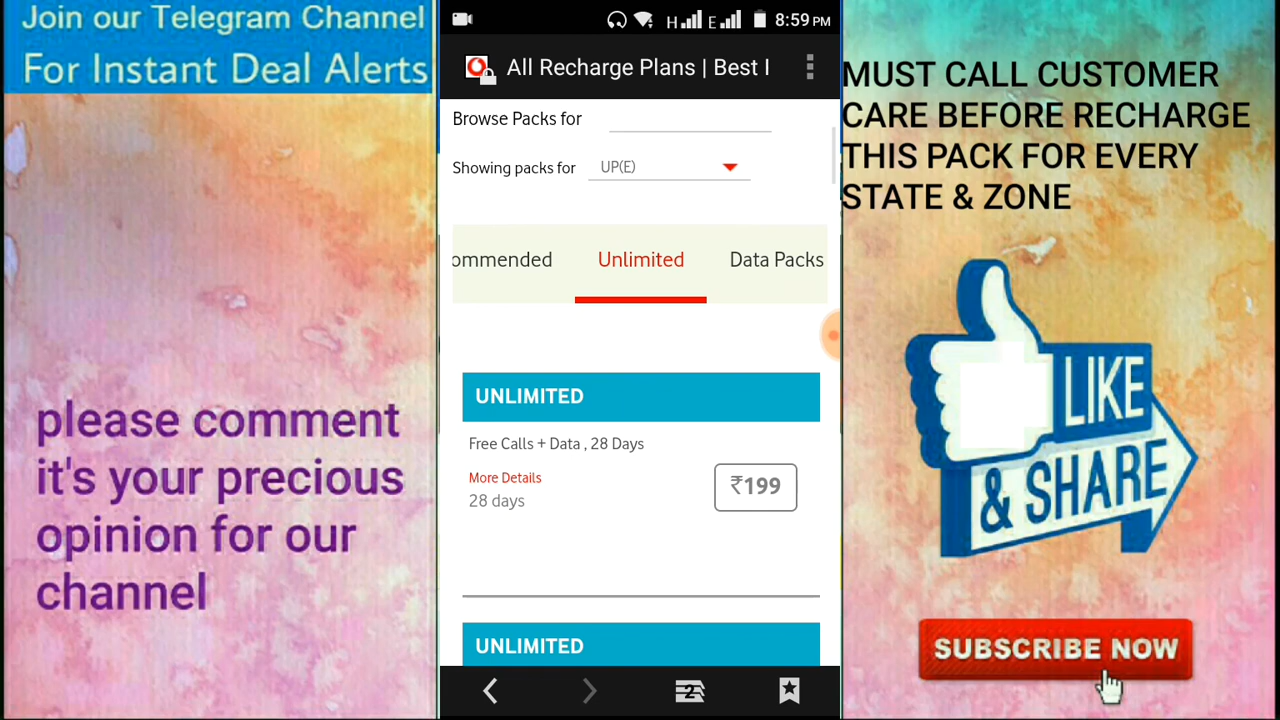 Join our Telegram Channel
For Instant Deal Alerts
please comment
it's your precious
opinion for our
channel
H E 8:59 PM
All Recharge Plans | Best I
Browse Packs for
Showing packs for UP(E)
ommended Unlimited Data Packs
UNLIMITED
Free Calls + Data , 28 Days
More Details
28 days
₹199
UNLIMITED
2
MUST CALL CUSTOMER
CARE BEFORE RECHARGE
THIS PACK FOR EVERY
STATE & ZONE
LIKE
& SHARE
SUBSCRIBE NOW